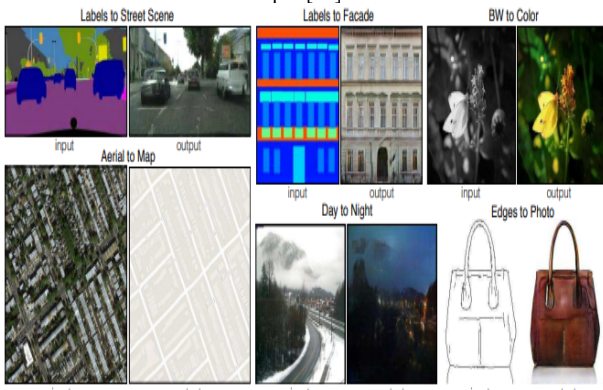 Labels to Street Scene
input
output
Aerial to Map
Labels to Facade
input
output
BW to Color
input
output
Day to Night
Edges to Photo